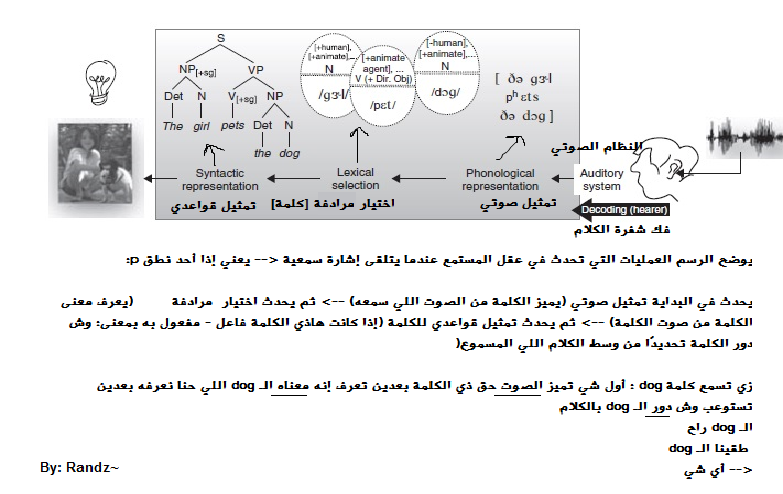 S
NP[+sg] VP
Det N V[+sg] NP
The girl pets Det N
the dog
[+human],
[+animate],...
N
/gɝl/
[+animate
agent], ...
V (+ Dir. Obj)
/pɛt/
[-human],
[+animate],...
N
/dɔg/
[ ðə gɝl
pʰɛts
ðə dɔg ]
النظام الصوتي
Syntactic representation
Lexical selection
Phonological representation
Auditory system
تمثيل قواعدي
اختيار مرادفة [كلمة]
تمثيل صوتي
Decoding (hearer)
فك شفرة الكلام
يوضح الرسم العمليات التي تحدث في عقل المستمع عندما يتلقى إشارة سمعية <-- يعني إذا أحد نطق p:
يحدث في البداية تمثيل صوتي (يميز الكلمة من الصوت اللي سمعه) --> ثم يحدث اختيار مرادفة (يعرف معنى
الكلمة من صوت الكلمة) --> ثم يحدث تمثيل قواعدي للكلمة (إذا كانت هاذي الكلمة فاعل - مفعول به بمعنى: وش
دور الكلمة تحديدًا من وسط الكلام اللي المسموع(
زي تسمع كلمة dog : أول شي تميز الصوت حق ذي الكلمة بعدين تعرف إنه معناه الـ dog اللي حنا نعرفه بعدين
تستوعب وش دور الـ dog بالكلام
الـ dog راح
طقينا الـ dog
<-- أي شي
By: Randz~